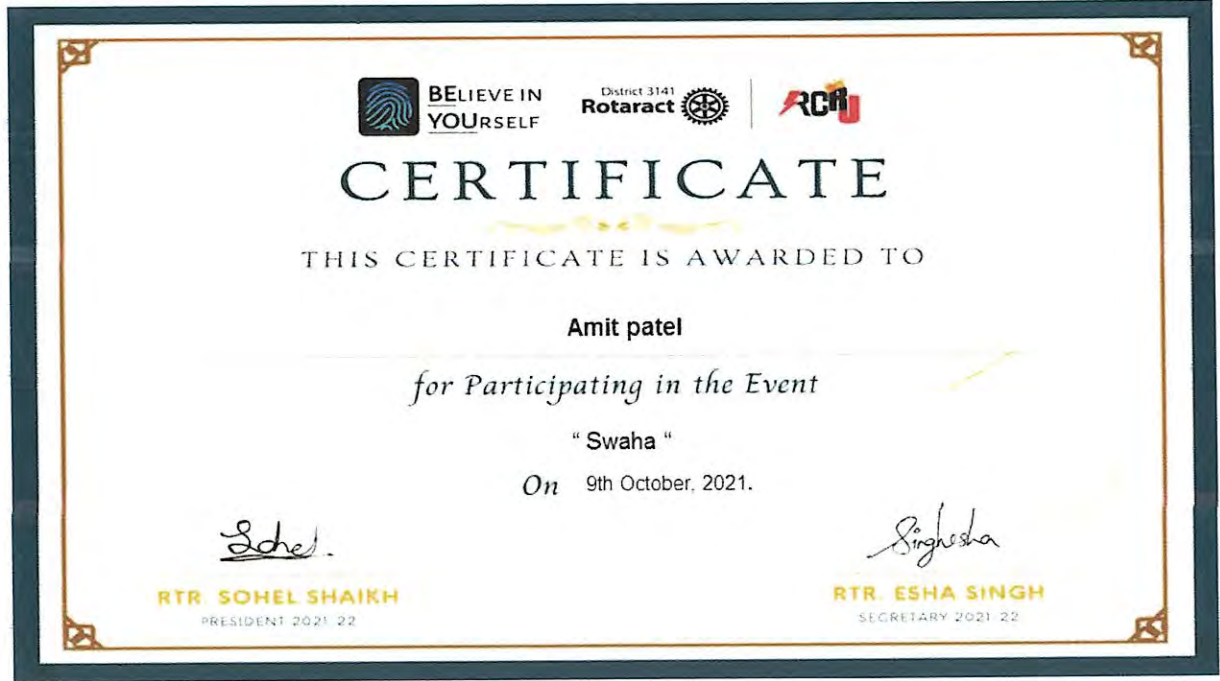 BELIEVE IN
YOURSELF
District 3141
Rotaract
RCRU
CERTIFICATE
THIS CERTIFICATE IS AWARDED TO
Amit patel
for Participating in the Event
“ Swaha “
On 9th October, 2021.
Sohel.
Singhesha
RTR. SOHEL SHAIKH
RTR. ESHA SINGH
PRESIDENT 2021-22
SECRETARY 2021-22